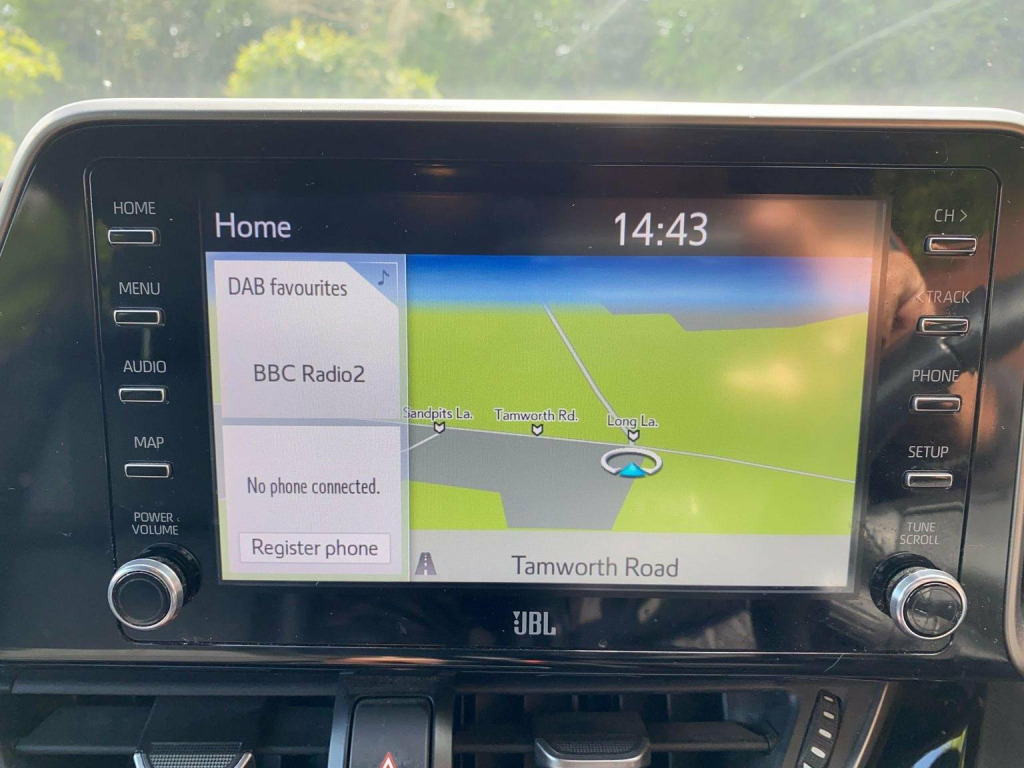 HOME
MENU
AUDIO
MAP
POWER
VOLUME
Home
14:43
DAB favourites
BBC Radio2
No phone connected.
Register phone
Sandpits La.
Tamworth Rd.
Long La.
Tamworth Road
CH >
< TRACK
PHONE
SETUP
TUNE
SCROLL
JBL